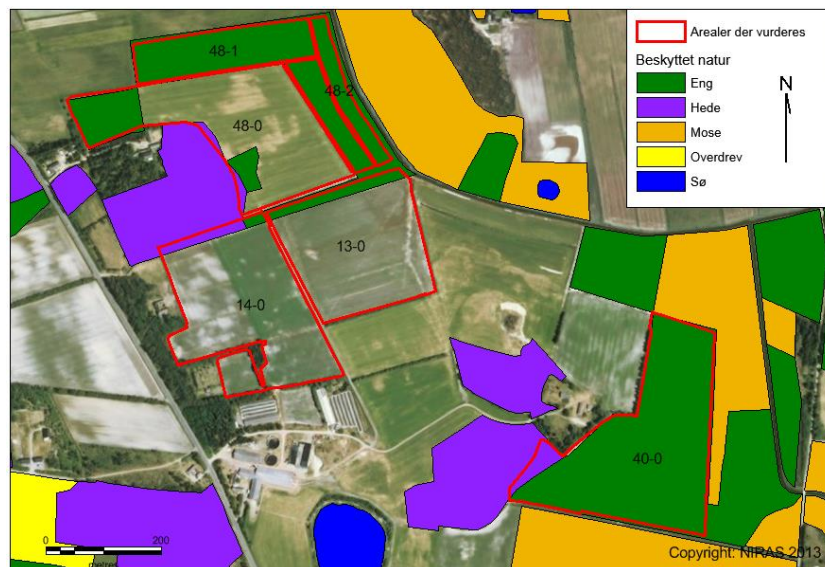 Arealer der vurderes
Beskyttet natur
Eng
Hede
Mose
Overdrev
Sø
N
48-1
48-2
48-0
13-0
14-0
40-0
0
200
metres
Copyright: NIRAS 2013